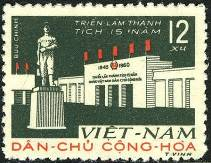 BƯU CHÍNH
TRIỂN LÃM THÀNH
TÍCH 15 NĂM
12
XU
1945 1960
VIỆT-NAM
DÂN-CHỦ CỘNG-HÒA
T. VINH